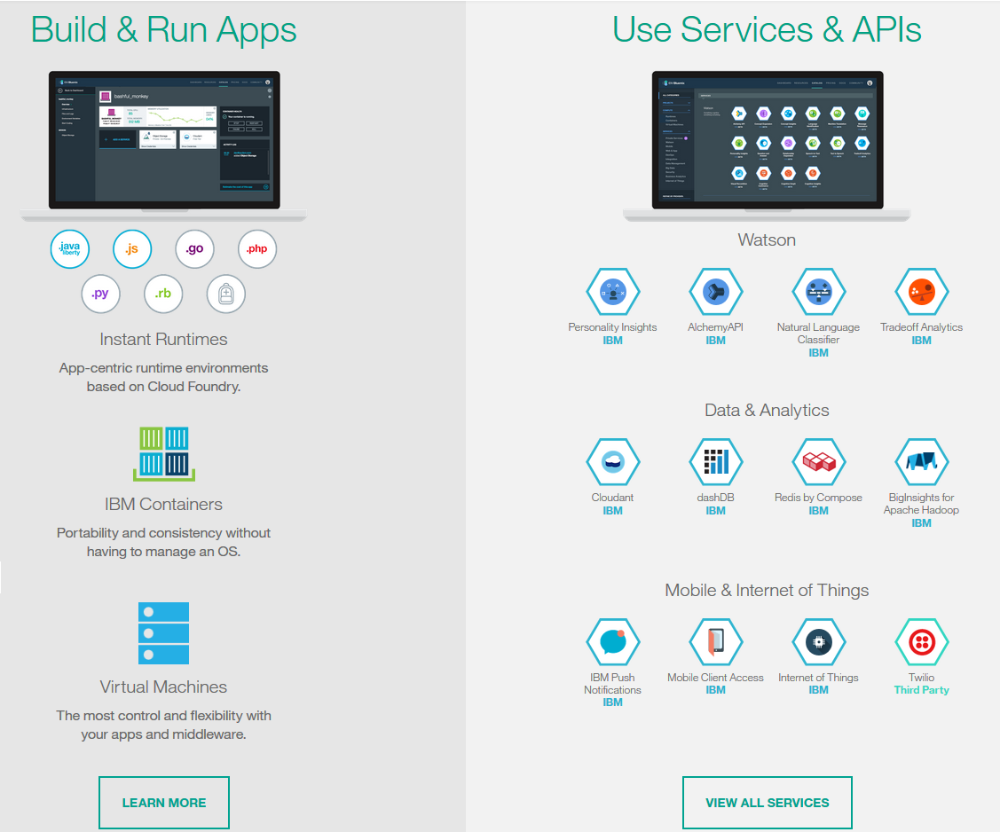 Build & Run Apps
bashful_monkey
.java
liberty
.js
.go
.php
.py
.rb
Instant Runtimes
App-centric runtime environments
based on Cloud Foundry.
IBM Containers
Portability and consistency without
having to manage an OS.
Virtual Machines
The most control and flexibility with
your apps and middleware.
LEARN MORE
Use Services & APIs
Watson
Watson
Personality Insights
IBM
AlchemyAPI
IBM
Natural Language
Classifier
IBM
Tradeoff Analytics
IBM
Data & Analytics
Cloudant
IBM
dashDB
IBM
Redis by Compose
IBM
BigInsights for
Apache Hadoop
IBM
Mobile & Internet of Things
IBM Push
Notifications
IBM
Mobile Client Access
IBM
Internet of Things
IBM
Twilio
Third Party
VIEW ALL SERVICES